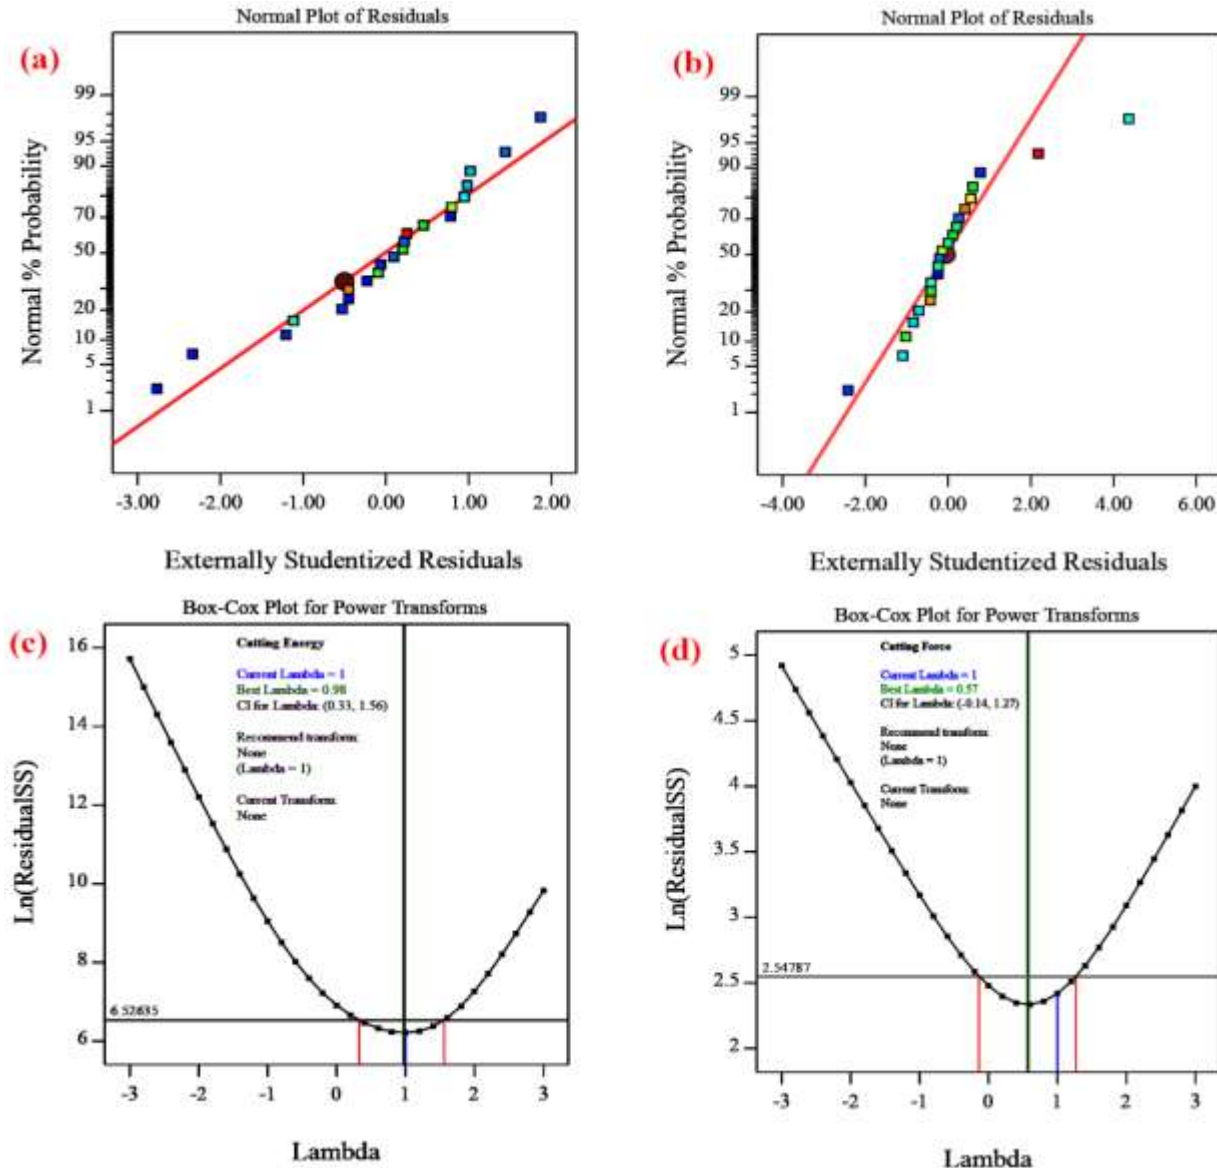 Normal Plot of Residuals
(a)
Normal % Probability
99
95
90
70
50
20
10
5
1
-3.00 -1.00 0.00 1.00 2.00
Externally Studentized Residuals
Normal Plot of Residuals
(b)
Normal % Probability
99
95
90
70
50
20
10
5
1
-4.00 0.00 2.00 4.00 6.00
Externally Studentized Residuals
Box-Cox Plot for Power Transforms
(c)
Cutting Energy
Current Lambda = 1
Best Lambda = 0.98
CI for Lambda: (0.33, 1.56)
Recommend transform:
None
(Lambda = 1)
Current Transform:
None
Ln(ResidualSS)
16
14
12
10
8
6
6.52635
-3 -2 -1 0 1 2 3
Lambda
Box-Cox Plot for Power Transforms
(d)
Cutting Force
Current Lambda = 1
Best Lambda = 0.57
CI for Lambda: (-0.14, 1.27)
Recommend transform:
None
(Lambda = 1)
Current Transform:
None
Ln(ResidualSS)
5
4.5
4
3.5
3
2.5
2
2.54787
-3 -2 -1 0 1 2 3
Lambda